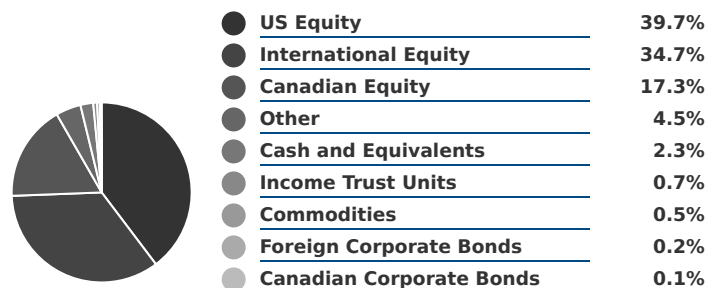 US Equity 39.7%
International Equity 34.7%
Canadian Equity 17.3%
Other 4.5%
Cash and Equivalents 2.3%
Income Trust Units 0.7%
Commodities 0.5%
Foreign Corporate Bonds 0.2%
Canadian Corporate Bonds 0.1%